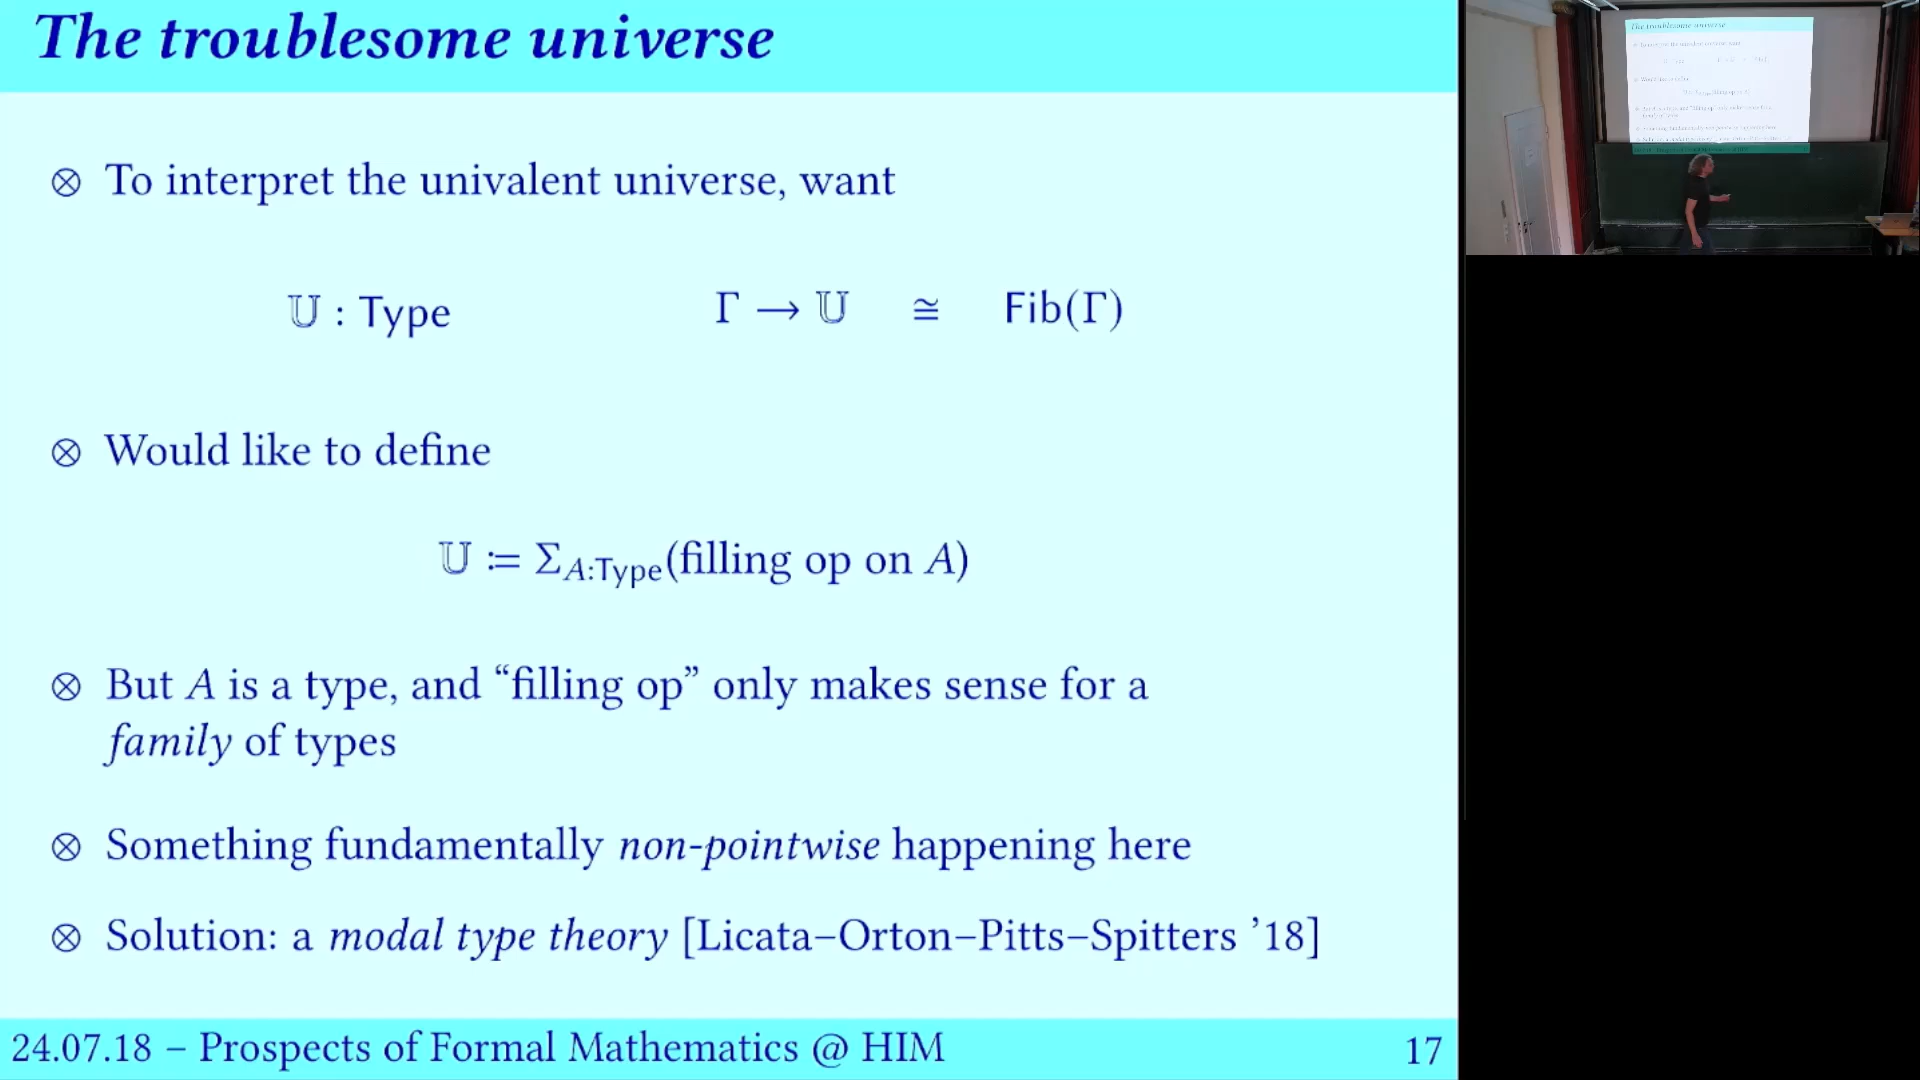 The troublesome universe
⊗ To interpret the univalent universe, want
𝕌 : Type Γ → 𝕌 ≅ Fib(Γ)
⊗ Would like to define
𝕌 ≔ Σ_{A:Type}(filling op on A)
⊗ But A is a type, and “filling op” only makes sense for a
family of types
⊗ Something fundamentally non-pointwise happening here
⊗ Solution: a modal type theory [Licata–Orton–Pitts–Spitters ’18]
24.07.18 – Prospects of Formal Mathematics @ HIM 17
The troublesome universe